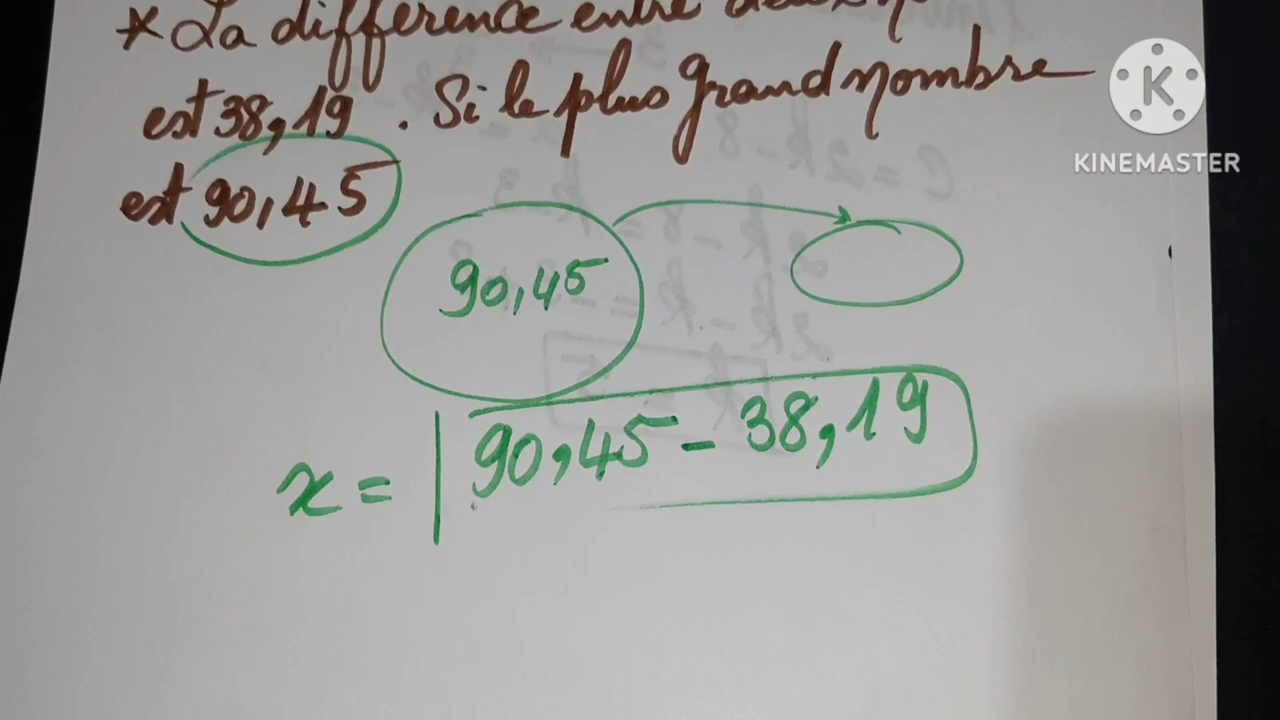 * La différence entre deux
est 38,19 . Si le plus grand nombre
est 90,45
90,45
x = 90,45 - 38,19
K
KINEMASTER